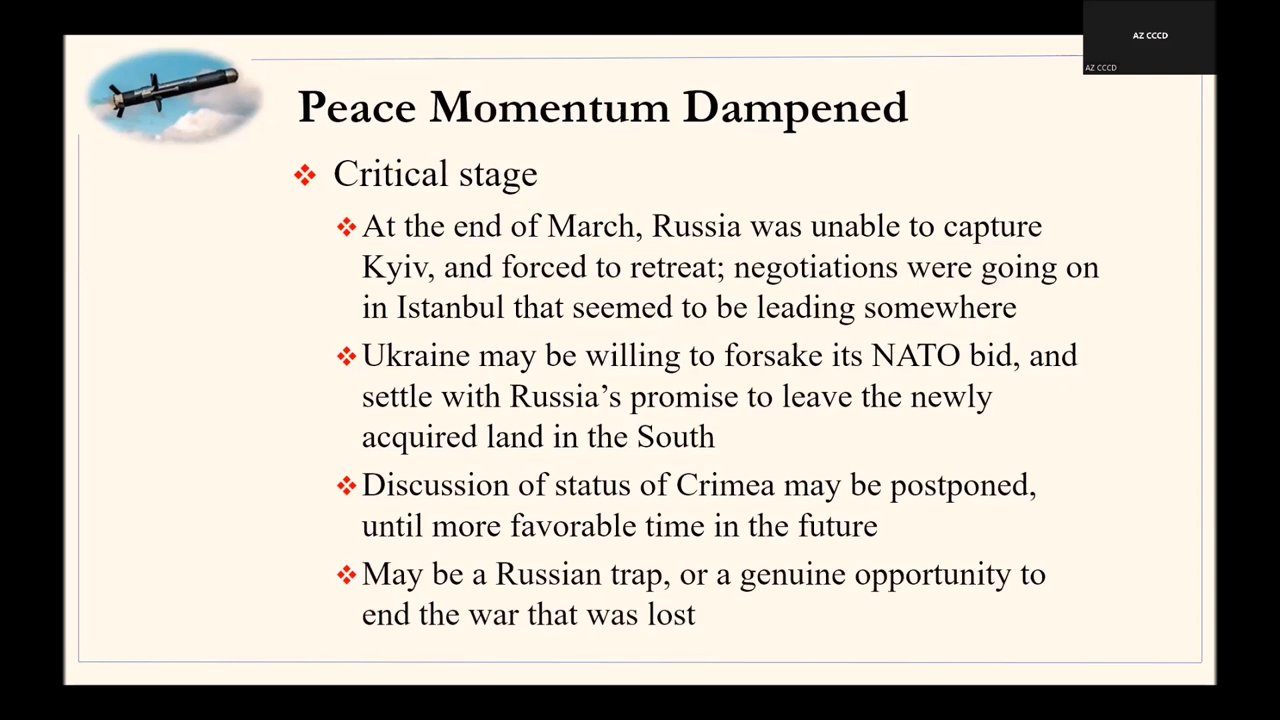 AZ CCCD
AZ CCCD
Peace Momentum Dampened
Critical stage
At the end of March, Russia was unable to capture
Kyiv, and forced to retreat; negotiations were going on
in Istanbul that seemed to be leading somewhere
Ukraine may be willing to forsake its NATO bid, and
settle with Russia’s promise to leave the newly
acquired land in the South
Discussion of status of Crimea may be postponed,
until more favorable time in the future
May be a Russian trap, or a genuine opportunity to
end the war that was lost